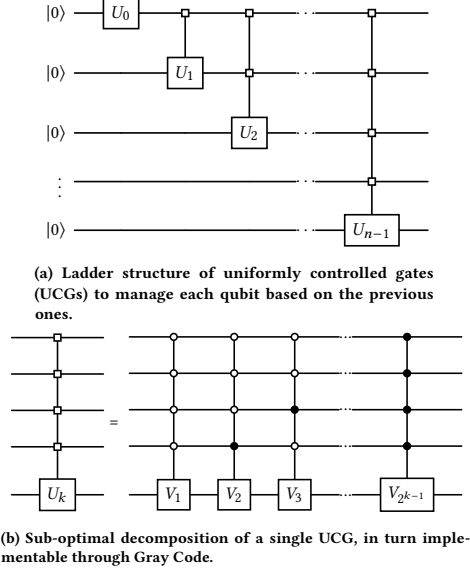 |0⟩ U₀
|0⟩ U₁ ...
|0⟩ U₂ ...
⋮ ...
|0⟩ ... Uₙ₋₁
(a) Ladder structure of uniformly controlled gates
(UCGs) to manage each qubit based on the previous
ones.
...
...
= ...
...
Uₖ V₁ V₂ V₃ ... V₂ᵏ⁻¹
(b) Sub-optimal decomposition of a single UCG, in turn imple-
mentable through Gray Code.